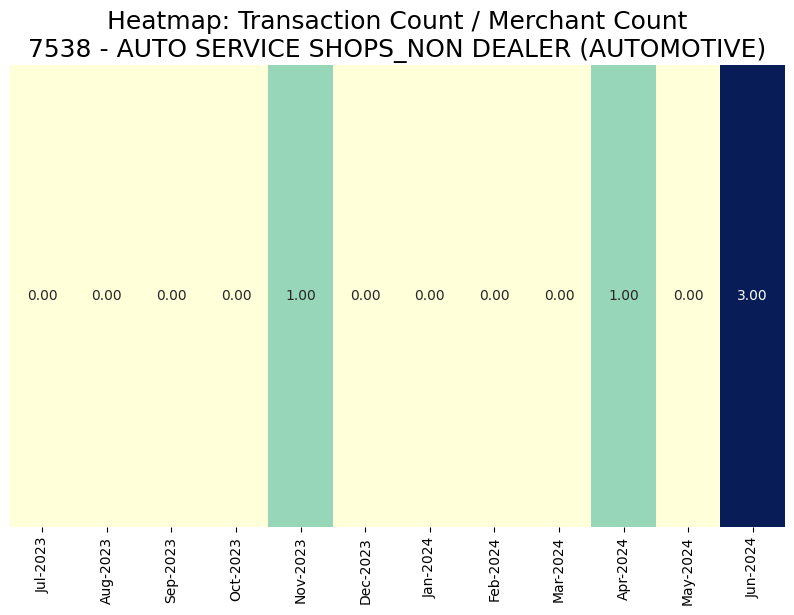 Heatmap: Transaction Count / Merchant Count
7538 - AUTO SERVICE SHOPS_NON DEALER (AUTOMOTIVE)
0.00 0.00 0.00 0.00 1.00 0.00 0.00 0.00 0.00 1.00 0.00 3.00
Jul-2023 Aug-2023 Sep-2023 Oct-2023 Nov-2023 Dec-2023 Jan-2024 Feb-2024 Mar-2024 Apr-2024 May-2024 Jun-2024